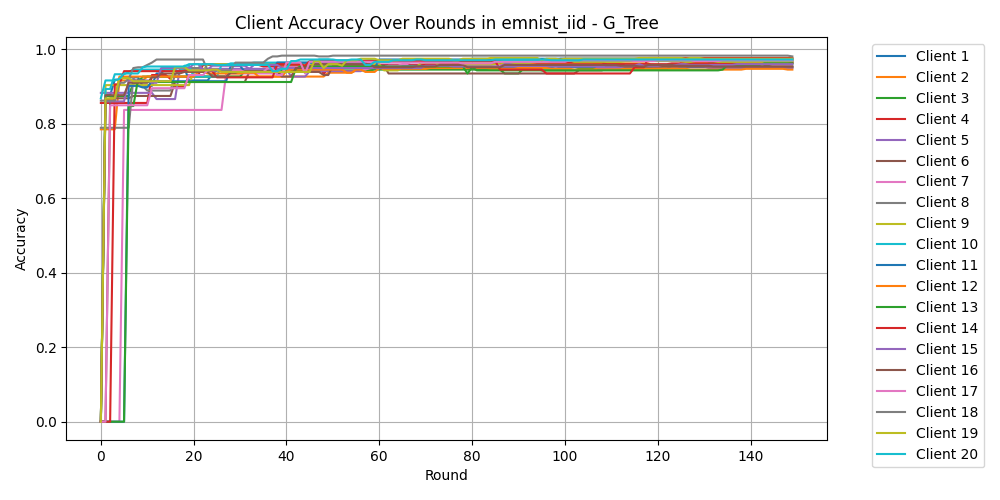 Client Accuracy Over Rounds in emnist_iid - G_Tree
1.0
0.8
0.6
0.4
0.2
0.0
Accuracy
0 20 40 60 80 100 120 140
Round
Client 1
Client 2
Client 3
Client 4
Client 5
Client 6
Client 7
Client 8
Client 9
Client 10
Client 11
Client 12
Client 13
Client 14
Client 15
Client 16
Client 17
Client 18
Client 19
Client 20